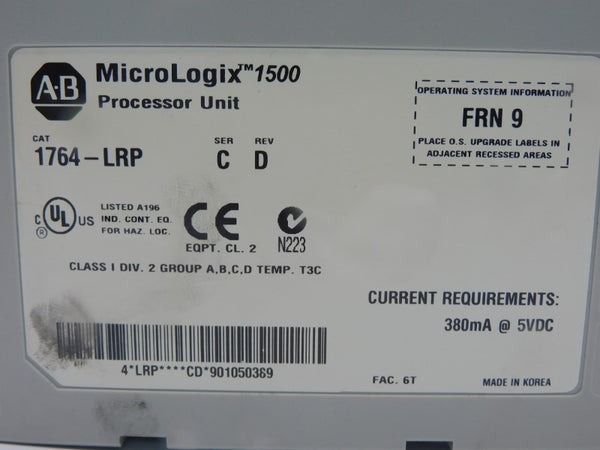 A-B MicroLogix™1500
Processor Unit
OPERATING SYSTEM INFORMATION
FRN 9
PLACE O.S. UPGRADE LABELS IN
ADJACENT RECESSED AREAS
CAT SER REV
1764-LRP C D
C UL US ®
LISTED A196
IND. CONT. EQ.
FOR HAZ. LOC.
CE
EQPT. CL. 2
N223
CLASS I DIV. 2 GROUP A,B,C,D TEMP. T3C
CURRENT REQUIREMENTS:
380mA @ 5VDC
4*LRP****CD*901050369
FAC. 6T MADE IN KOREA